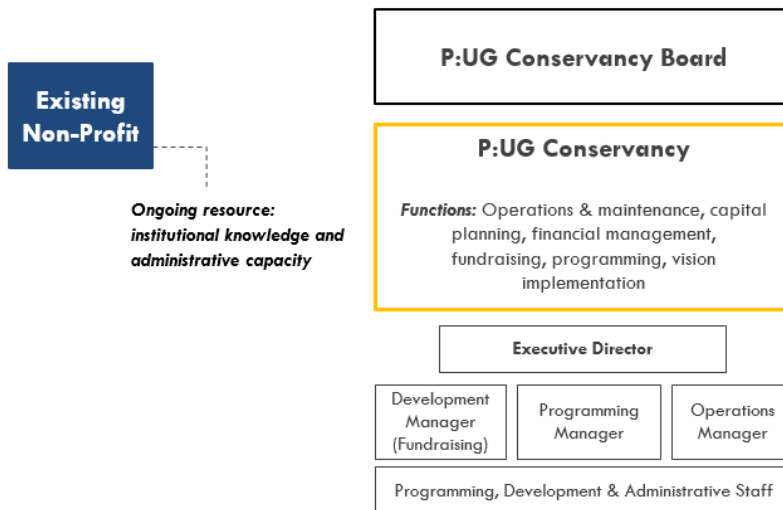 P:UG Conservancy Board
Existing
Non-Profit
P:UG Conservancy
Ongoing resource:
institutional knowledge and
administrative capacity
Functions: Operations & maintenance, capital
planning, financial management,
fundraising, programming, vision
implementation
Executive Director
Development
Manager
(Fundraising)
Programming
Manager
Operations
Manager
Programming, Development & Administrative Staff